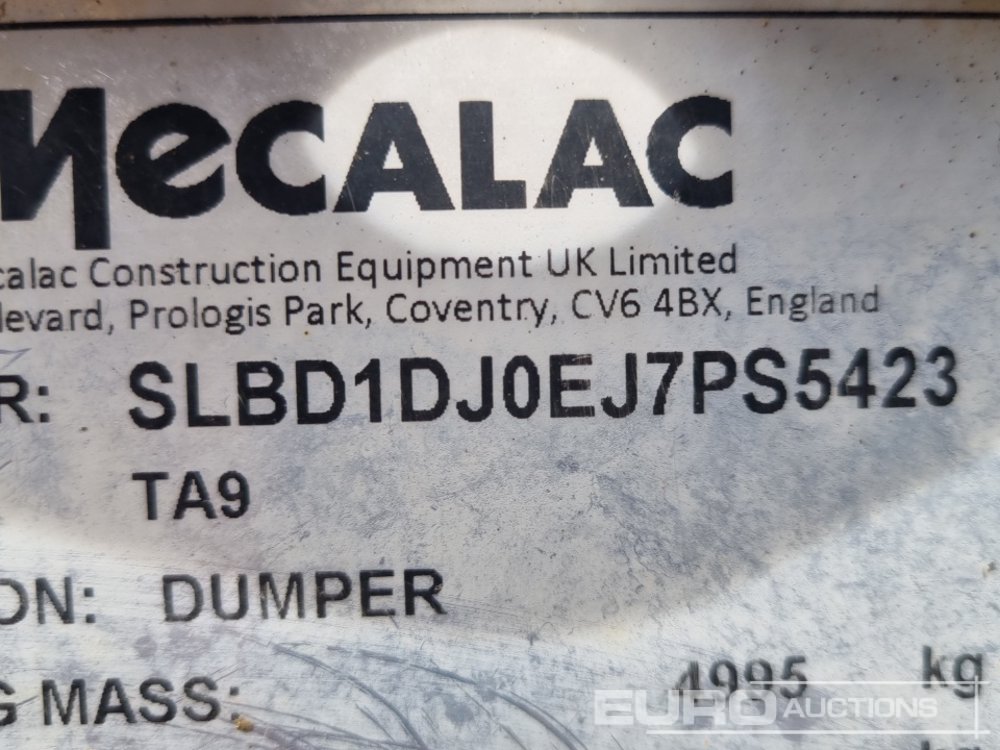 MeCALAC
calac Construction Equipment UK Limited
levard, Prologis Park, Coventry, CV6 4BX, England
R: SLBD1DJ0EJ7PS5423
TA9
ON: DUMPER
G MASS: 4995 kg
EURO AUCTIONS